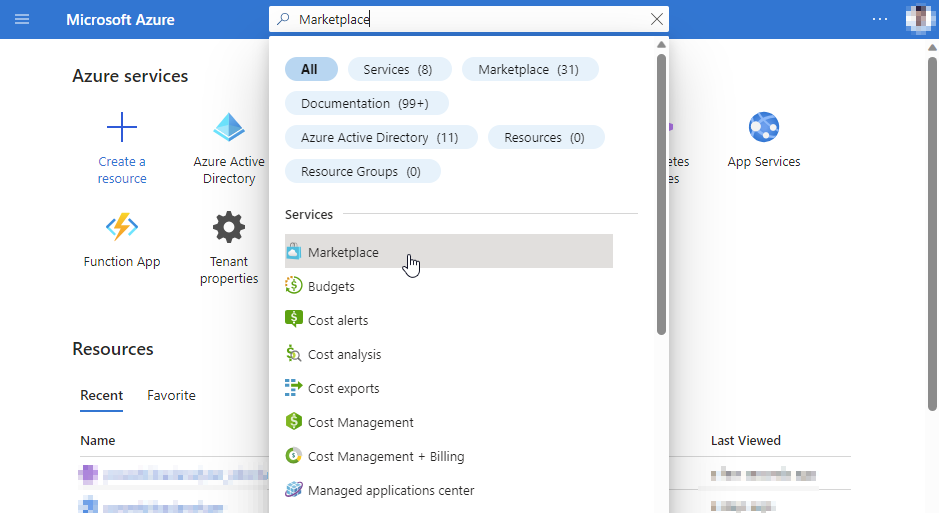 Microsoft Azure
Marketplace
Azure services
All
Services (8)
Marketplace (31)
Documentation (99+)
Azure Active Directory (11)
Resources (0)
Resource Groups (0)
Create a
resource
Azure Active
Directory
App Services
Function App
Tenant
properties
Services
Marketplace
Budgets
Cost alerts
Cost analysis
Cost exports
Cost Management
Cost Management + Billing
Managed applications center
Resources
Recent
Favorite
Name
Last Viewed